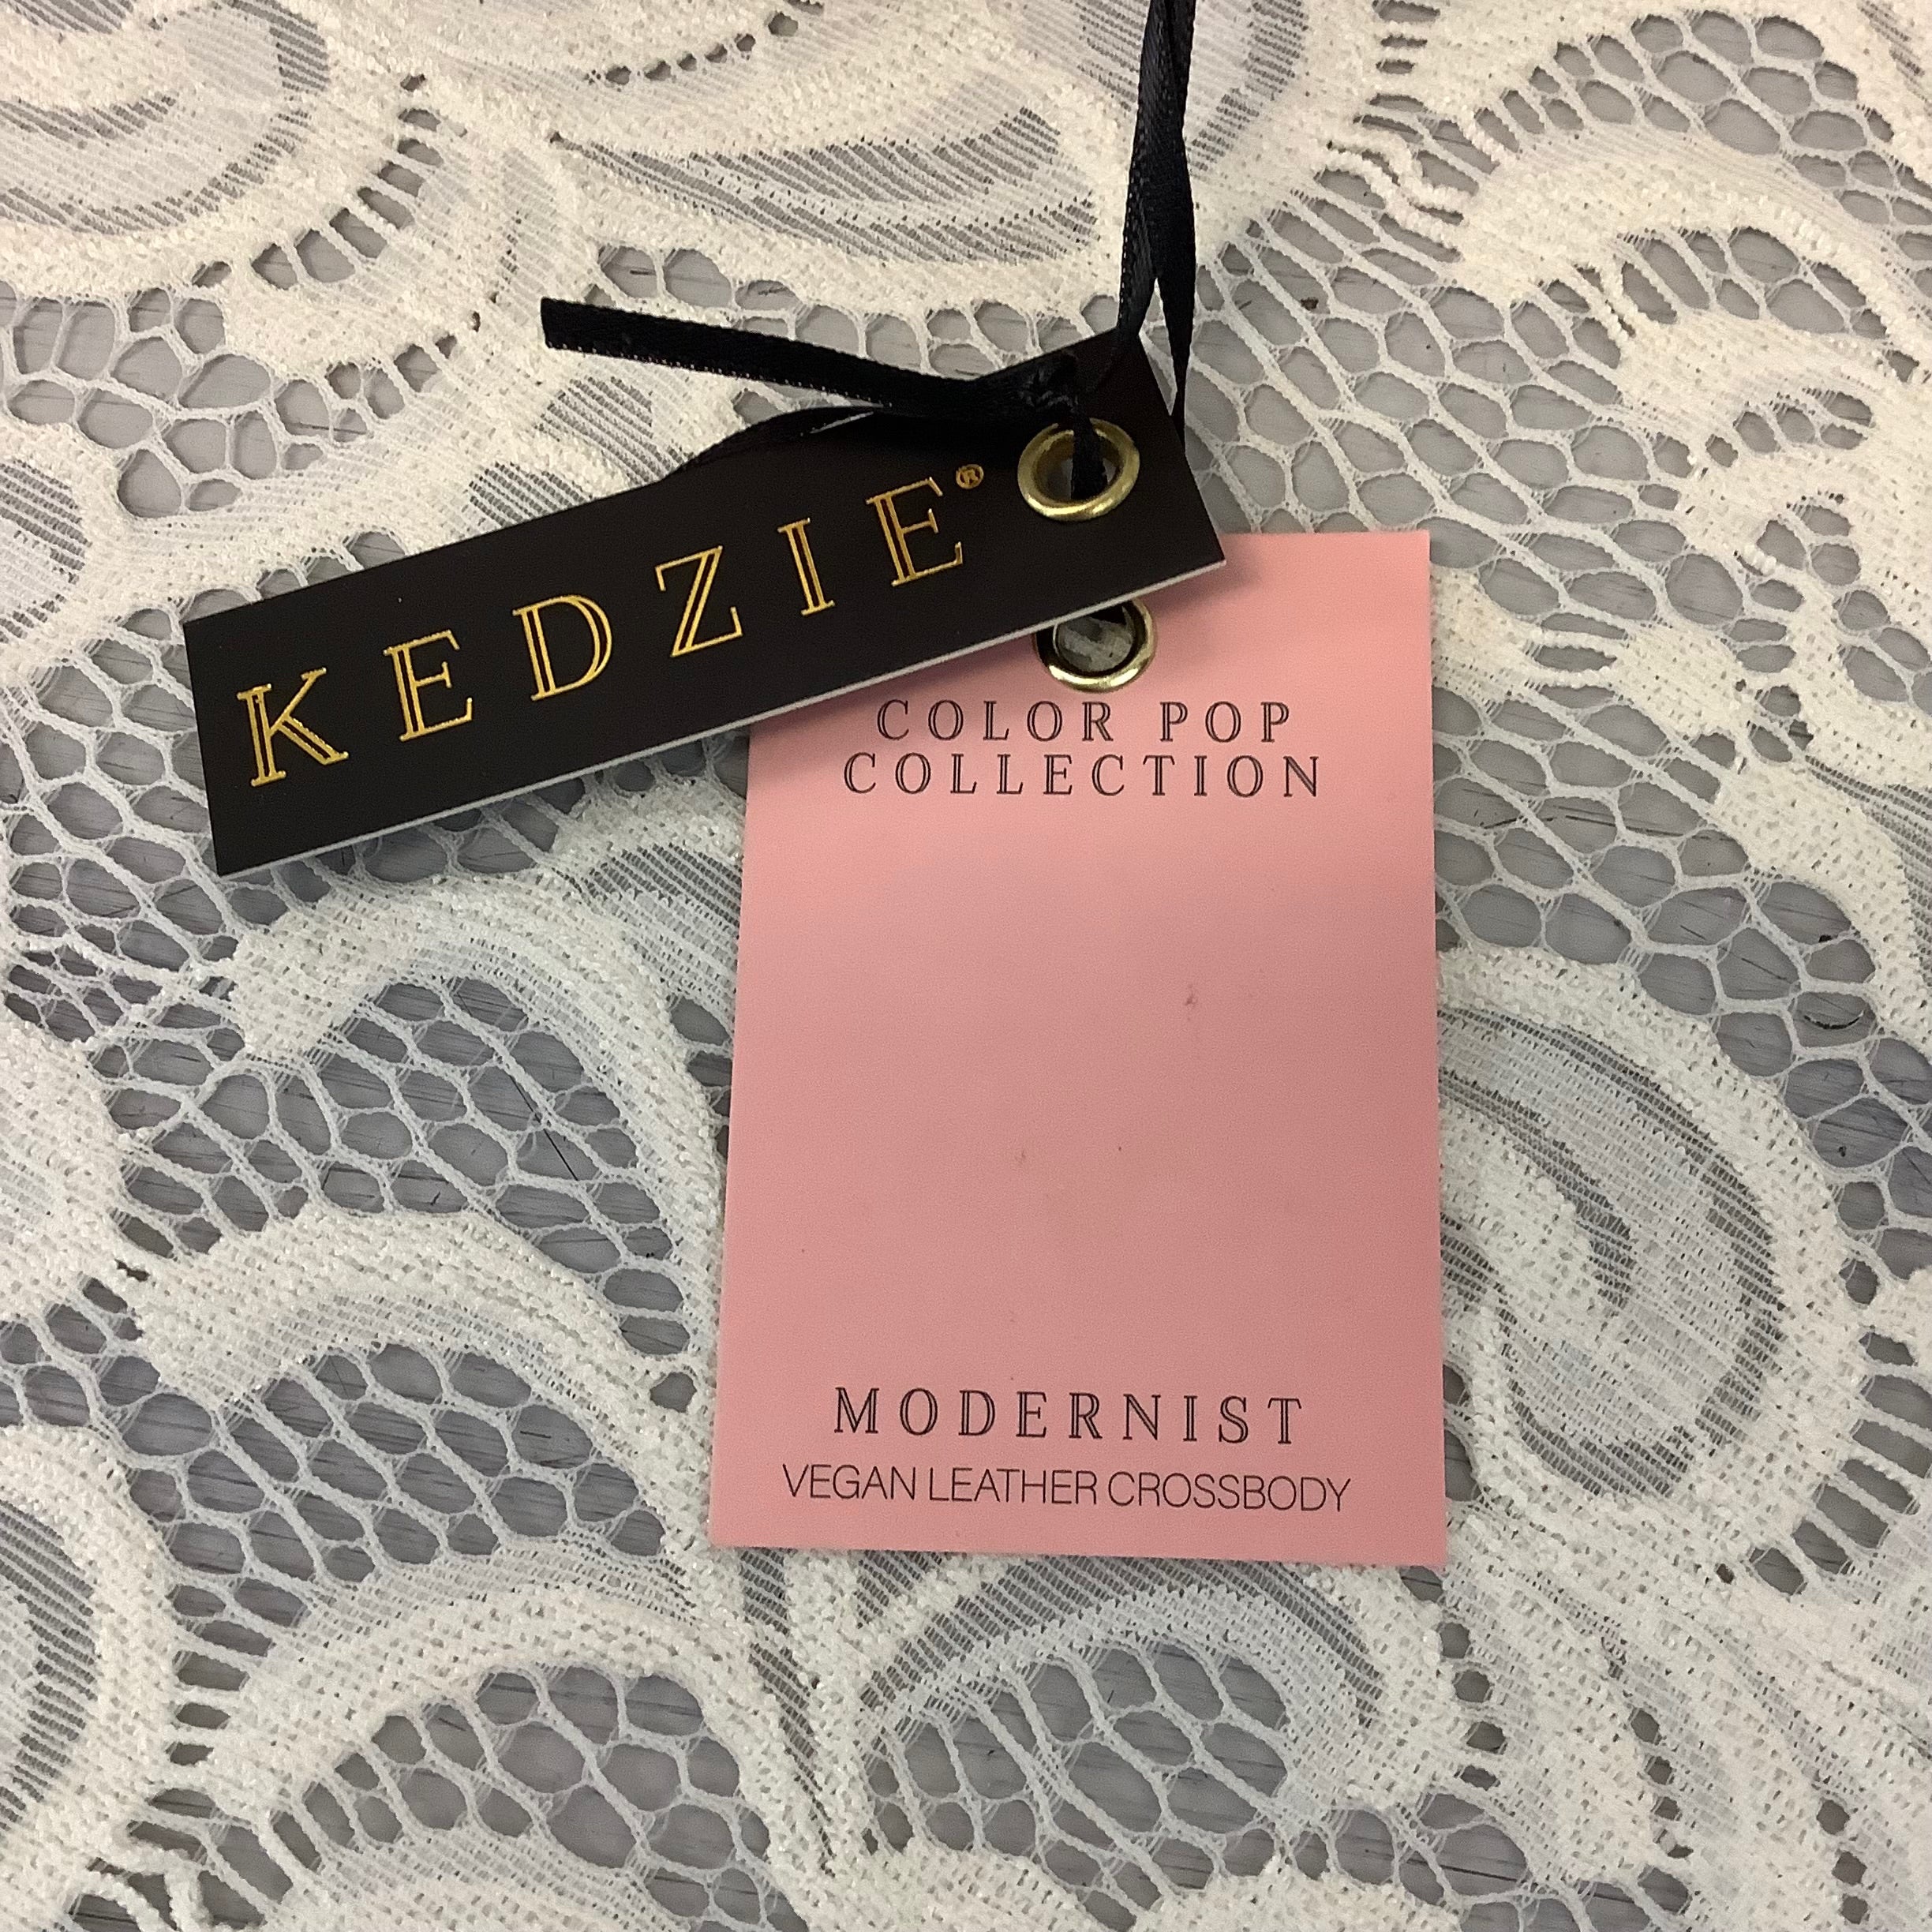 KEDZIE®
COLOR POP
COLLECTION
MODERNIST
VEGAN LEATHER CROSSBODY